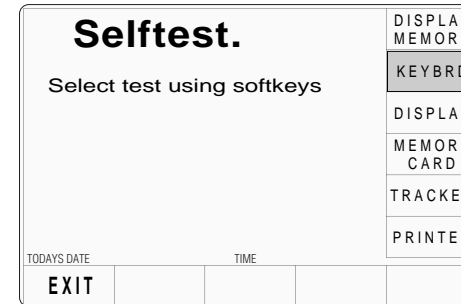 Selftest.
Select test using softkeys
DISPLA
MEMOR
KEYBRD
DISPLA
MEMOR
CARD
TRACKE
PRINTE
TODAYS DATE TIME
EXIT